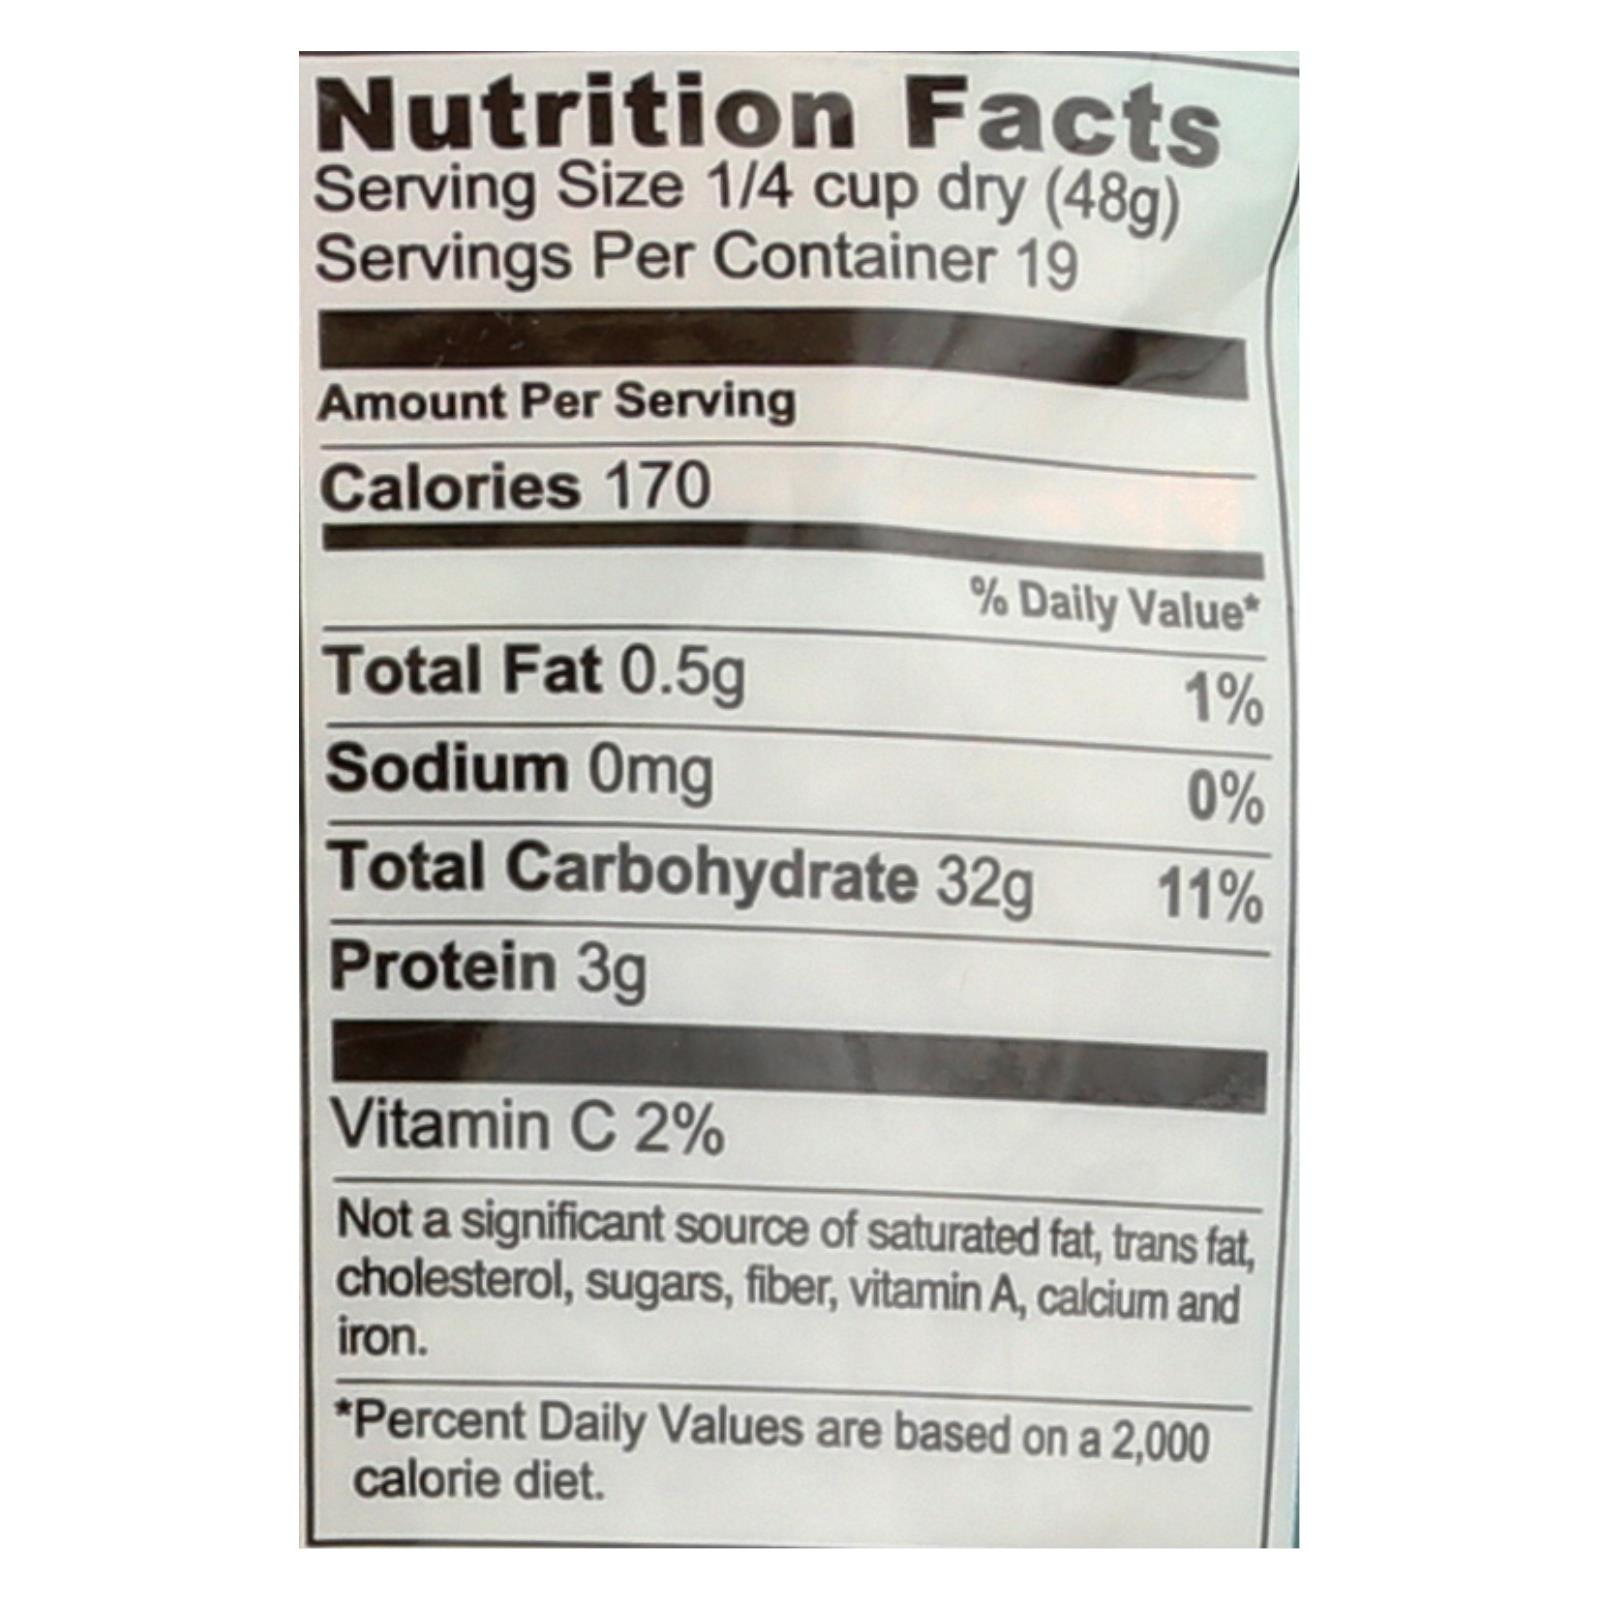 Nutrition Facts
Serving Size 1/4 cup dry (48g)
Servings Per Container 19
Amount Per Serving
Calories 170
% Daily Value*
Total Fat 0.5g 1%
Sodium 0mg 0%
Total Carbohydrate 32g 11%
Protein 3g
Vitamin C 2%
Not a significant source of saturated fat, trans fat,
cholesterol, sugars, fiber, vitamin A, calcium and
iron.
*Percent Daily Values are based on a 2,000
calorie diet.